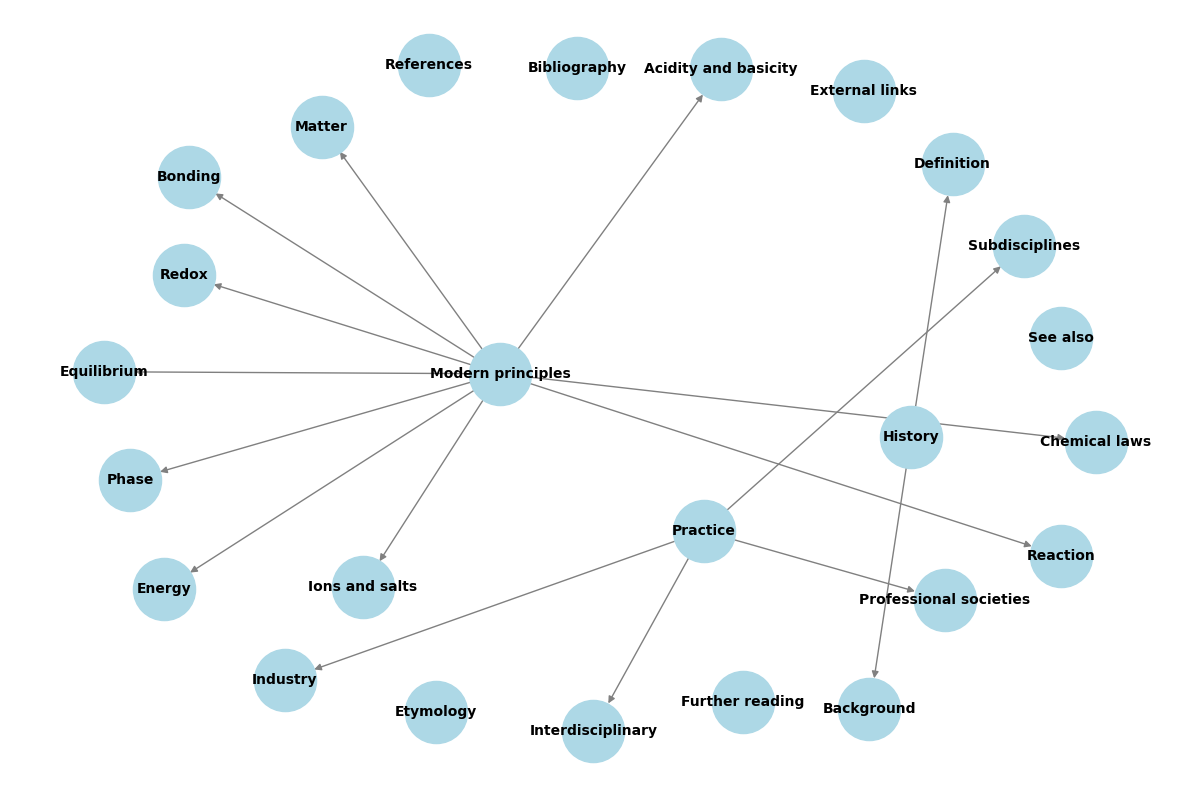 References
Bibliography
Acidity and basicity
External links
Matter
Definition
Bonding
Subdisciplines
Redox
See also
Equilibrium
Modern principles
History
Chemical laws
Phase
Practice
Reaction
Energy
Ions and salts
Professional societies
Industry
Etymology
Further reading
Background
Interdisciplinary